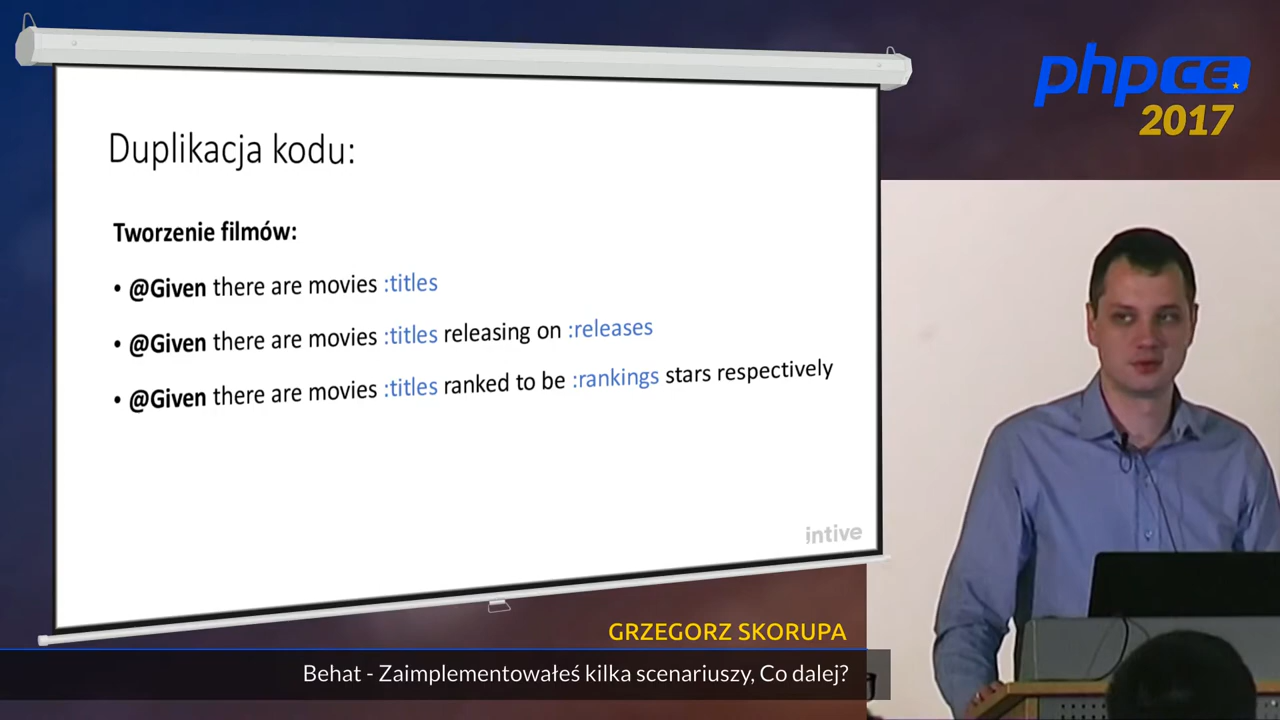 phpCE
2017
Duplikacja kodu:
Tworzenie filmów:
• @Given there are movies :titles
• @Given there are movies :titles releasing on :releases
• @Given there are movies :titles ranked to be :rankings stars respectively
intive
GRZEGORZ SKORUPA
Behat - Zaimplementowałeś kilka scenariuszy, Co dalej?